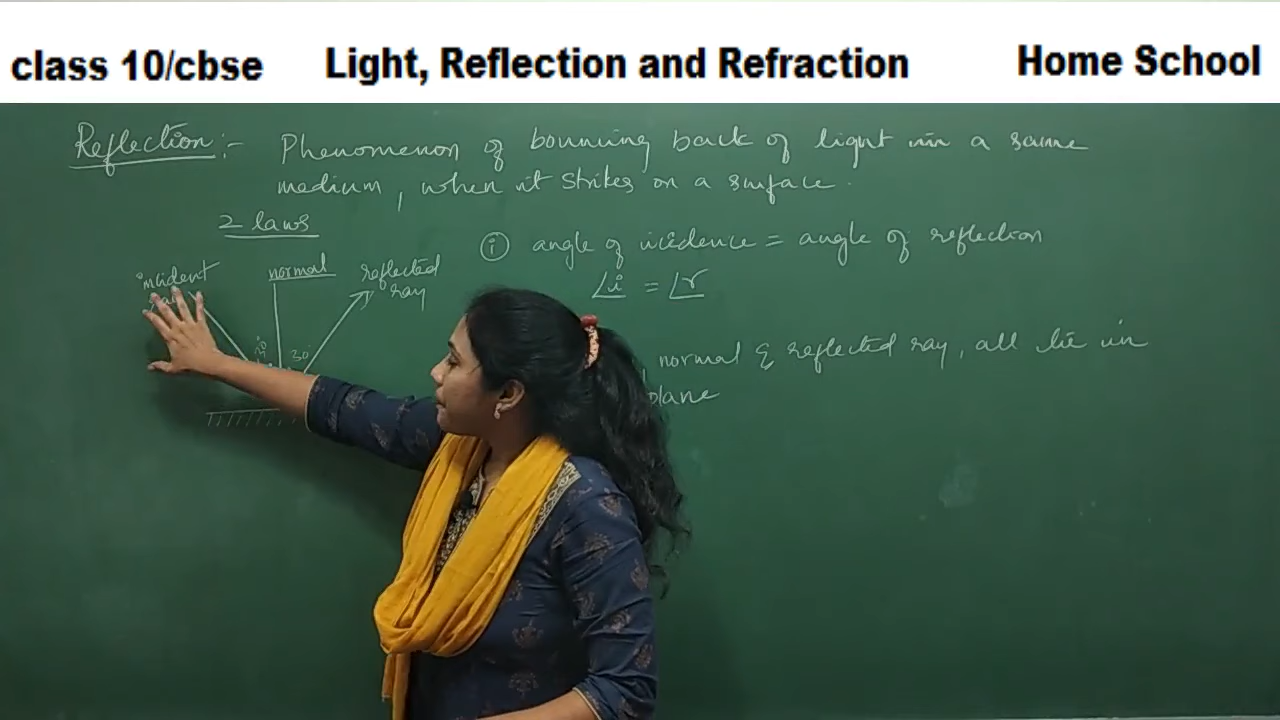 class 10/cbse Light, Reflection and Refraction Home School
Reflection:- Phenomenon of bouncing back of light in a same
medium, when it strikes on a surface.
2 laws
(i) angle of incidence = angle of reflection
∠i = ∠r
incident
normal
reflected
ray
30°
normal & reflected ray, all lie in
plane